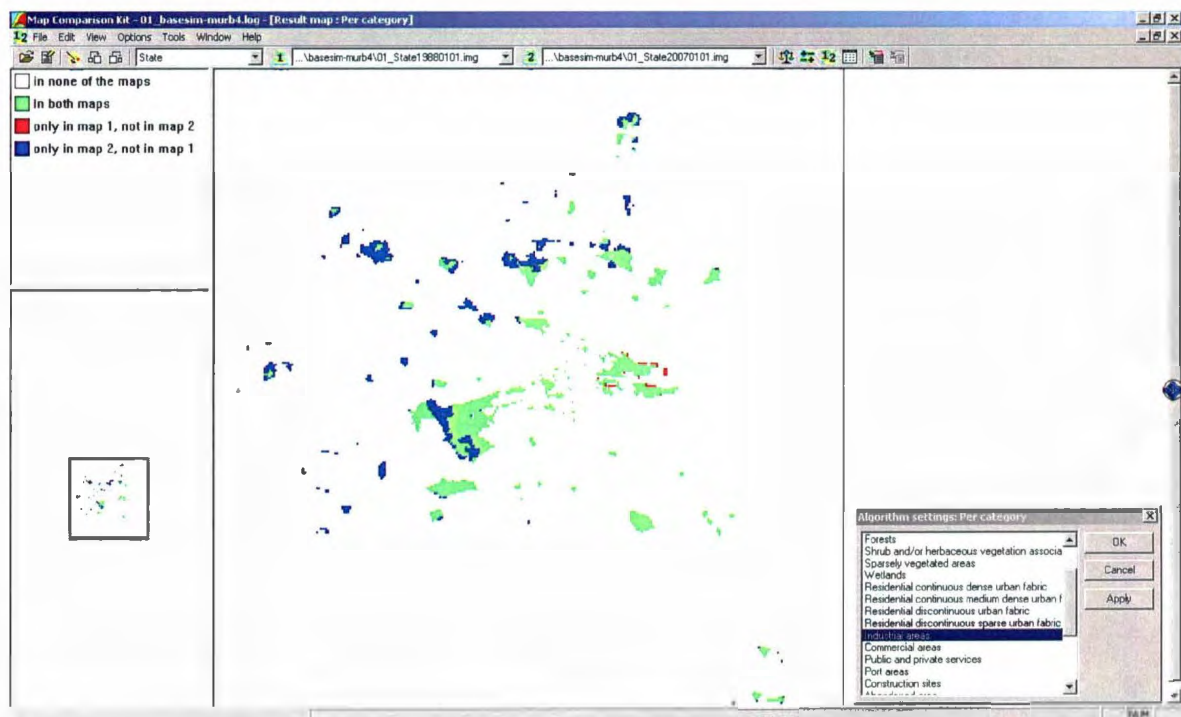 Map Comparison Kit - 01_basesim-murb4.log - [Result map : Per category]
File Edit View Options Tools Window Help
State 1 ...\basesim-murb4\01_State19880101.img 2 ...\basesim-murb4\01_State20070101.img
in none of the maps
in both maps
only in map 1, not in map 2
only in map 2, not in map 1
Algorithm settings: Per category
Forests
Shrub and/or herbaceous vegetation associa
Sparsely vegetated areas
Wetlands
Residential continuous dense urban fabric
Residential continuous medium dense urban f
Residential discontinuous urban fabric
Residential discontinuous sparse urban fabric
Industrial areas
Commercial areas
Public and private services
Port areas
Construction sites
OK
Cancel
Apply